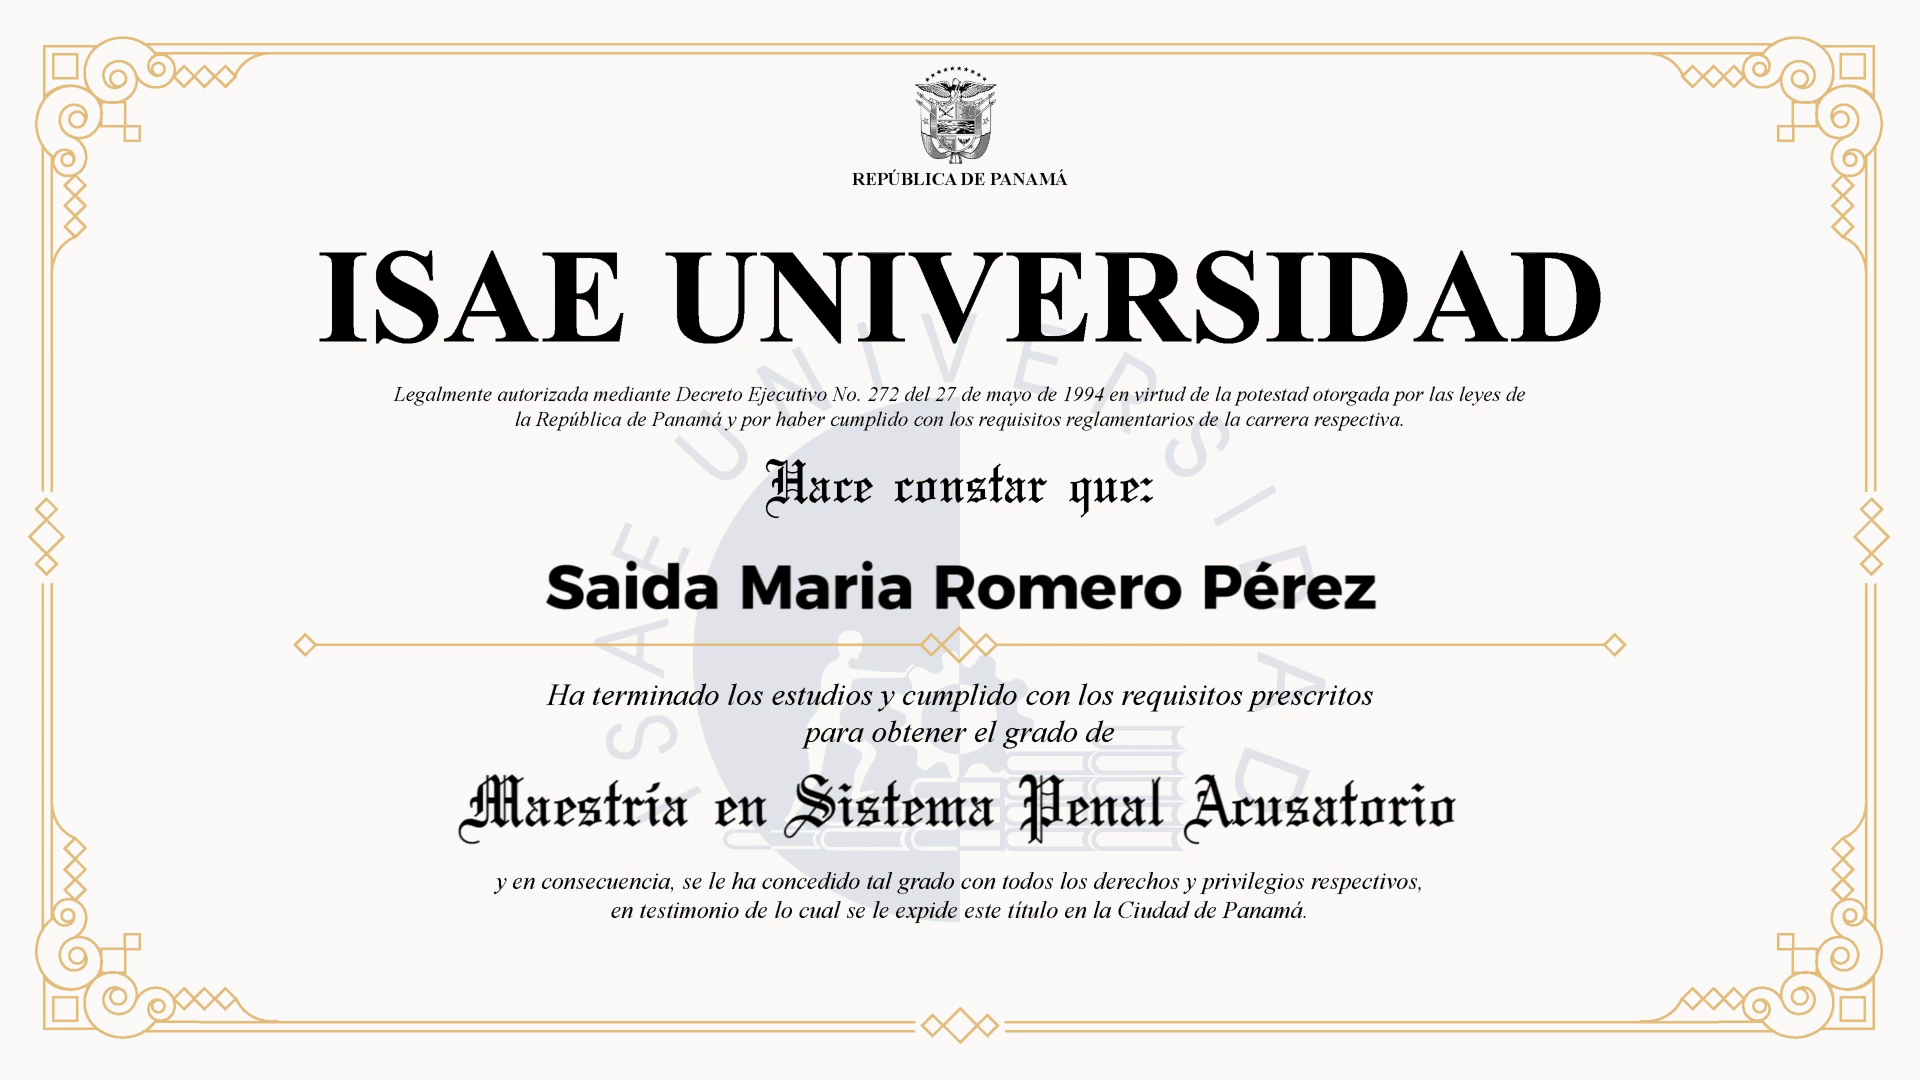 REPÚBLICA DE PANAMÁ
ISAE UNIVERSIDAD
Legalmente autorizada mediante Decreto Ejecutivo No. 272 del 27 de mayo de 1994 en virtud de la potestad otorgada por las leyes de
la República de Panamá y por haber cumplido con los requisitos reglamentarios de la carrera respectiva.
Hace constar que:
Saida Maria Romero Pérez
Ha terminado los estudios y cumplido con los requisitos prescritos
para obtener el grado de
Maestría en Sistema Penal Acusatorio
y en consecuencia, se le ha concedido tal grado con todos los derechos y privilegios respectivos,
en testimonio de lo cual se le expide este título en la Ciudad de Panamá.
ISAE UNIVERSIDAD